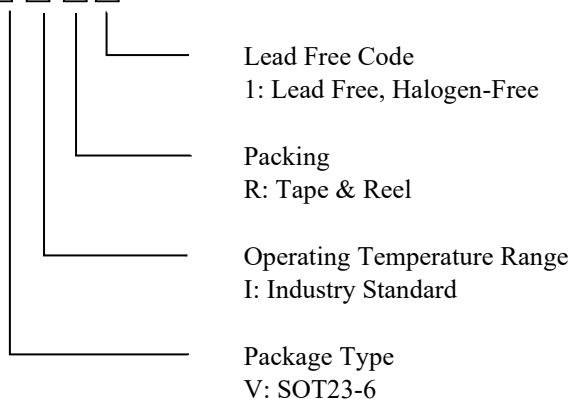 Lead Free Code
1: Lead Free, Halogen-Free
Packing
R: Tape & Reel
Operating Temperature Range
I: Industry Standard
Package Type
V: SOT23-6